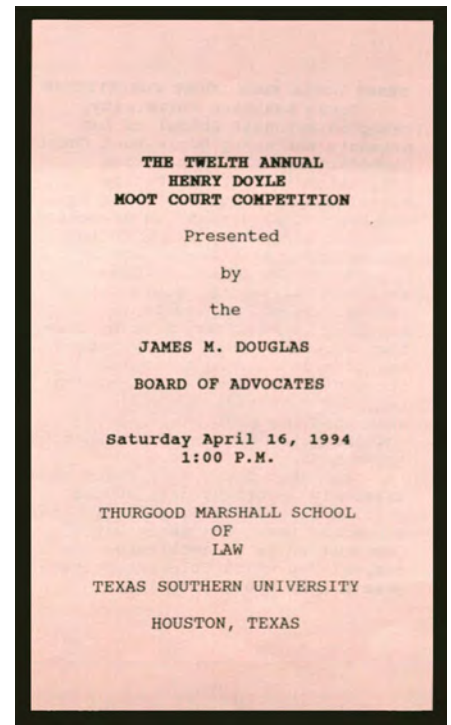 THE TWELTH ANNUAL
HENRY DOYLE
MOOT COURT COMPETITION
Presented
by
the
JAMES M. DOUGLAS
BOARD OF ADVOCATES
Saturday April 16, 1994
1:00 P.M.
THURGOOD MARSHALL SCHOOL
OF
LAW
TEXAS SOUTHERN UNIVERSITY
HOUSTON, TEXAS